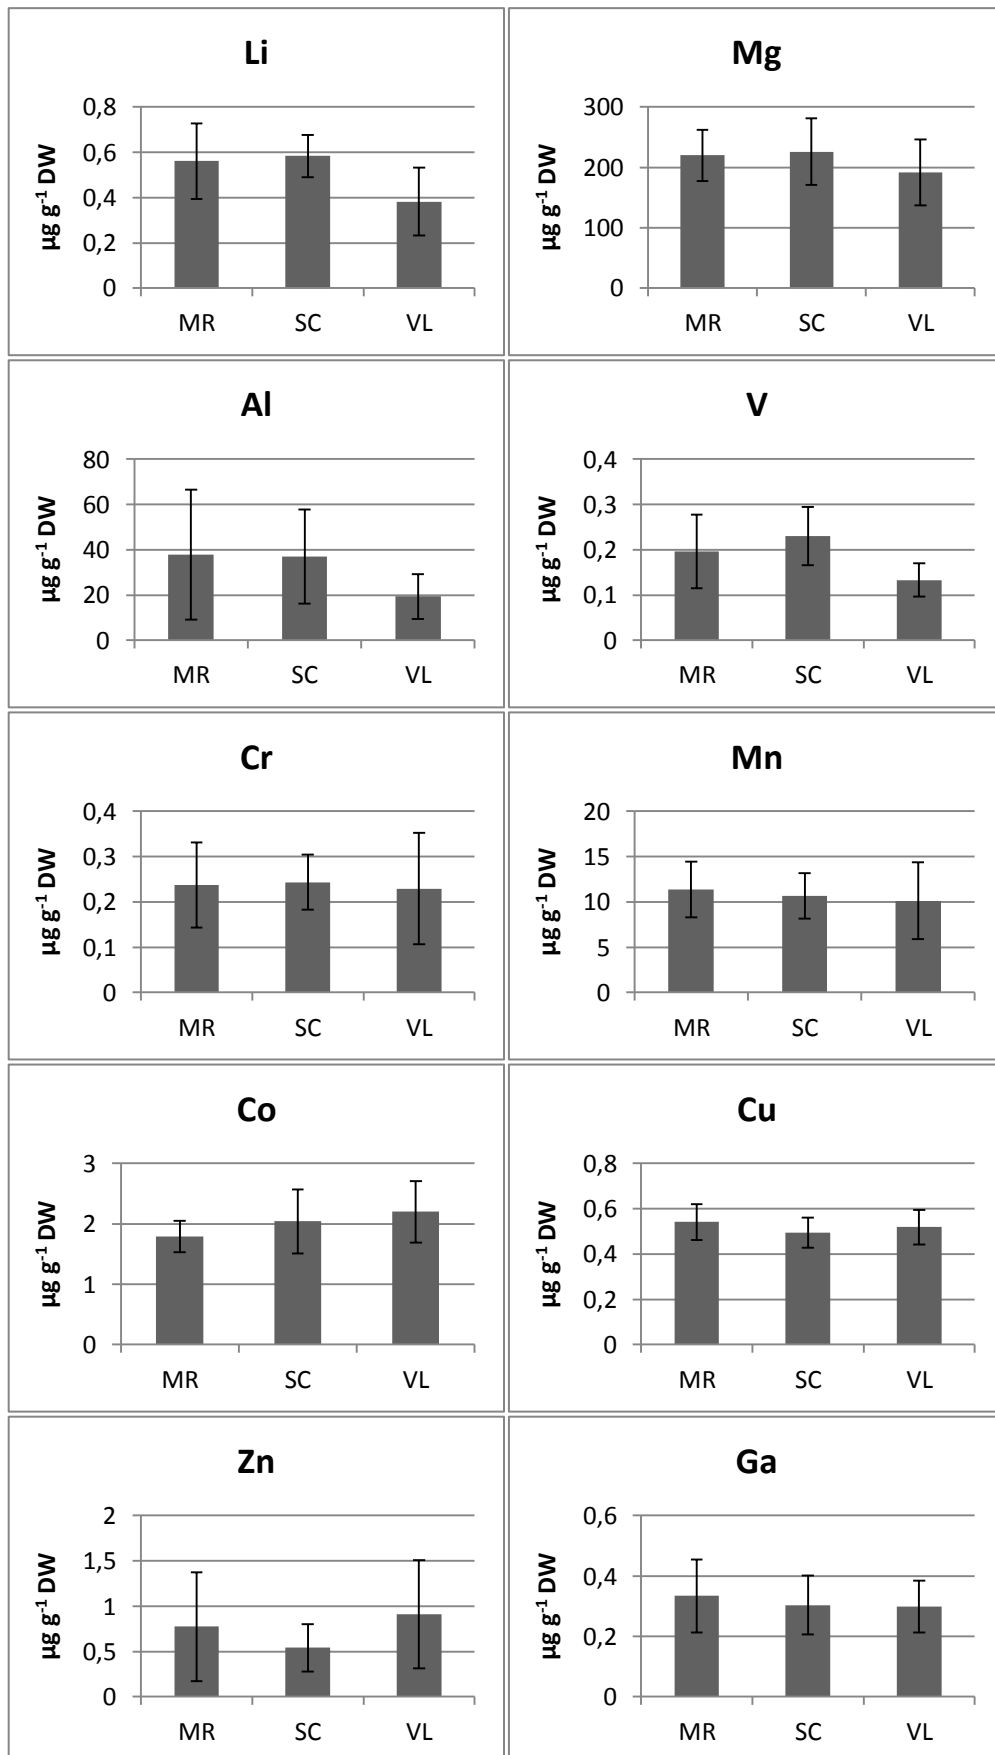 Li
µg g⁻¹ DW
0,8
0,6
0,4
0,2
0
MR SC VL
Mg
µg g⁻¹ DW
300
200
100
0
MR SC VL
Al
µg g⁻¹ DW
80
60
40
20
0
MR SC VL
V
µg g⁻¹ DW
0,4
0,3
0,2
0,1
0
MR SC VL
Cr
µg g⁻¹ DW
0,4
0,3
0,2
0,1
0
MR SC VL
Mn
µg g⁻¹ DW
20
15
10
5
0
MR SC VL
Co
µg g⁻¹ DW
3
2
1
0
MR SC VL
Cu
µg g⁻¹ DW
0,8
0,6
0,4
0,2
0
MR SC VL
Zn
µg g⁻¹ DW
2
1,5
1
0,5
0
MR SC VL
Ga
µg g⁻¹ DW
0,6
0,4
0,2
0
MR SC VL